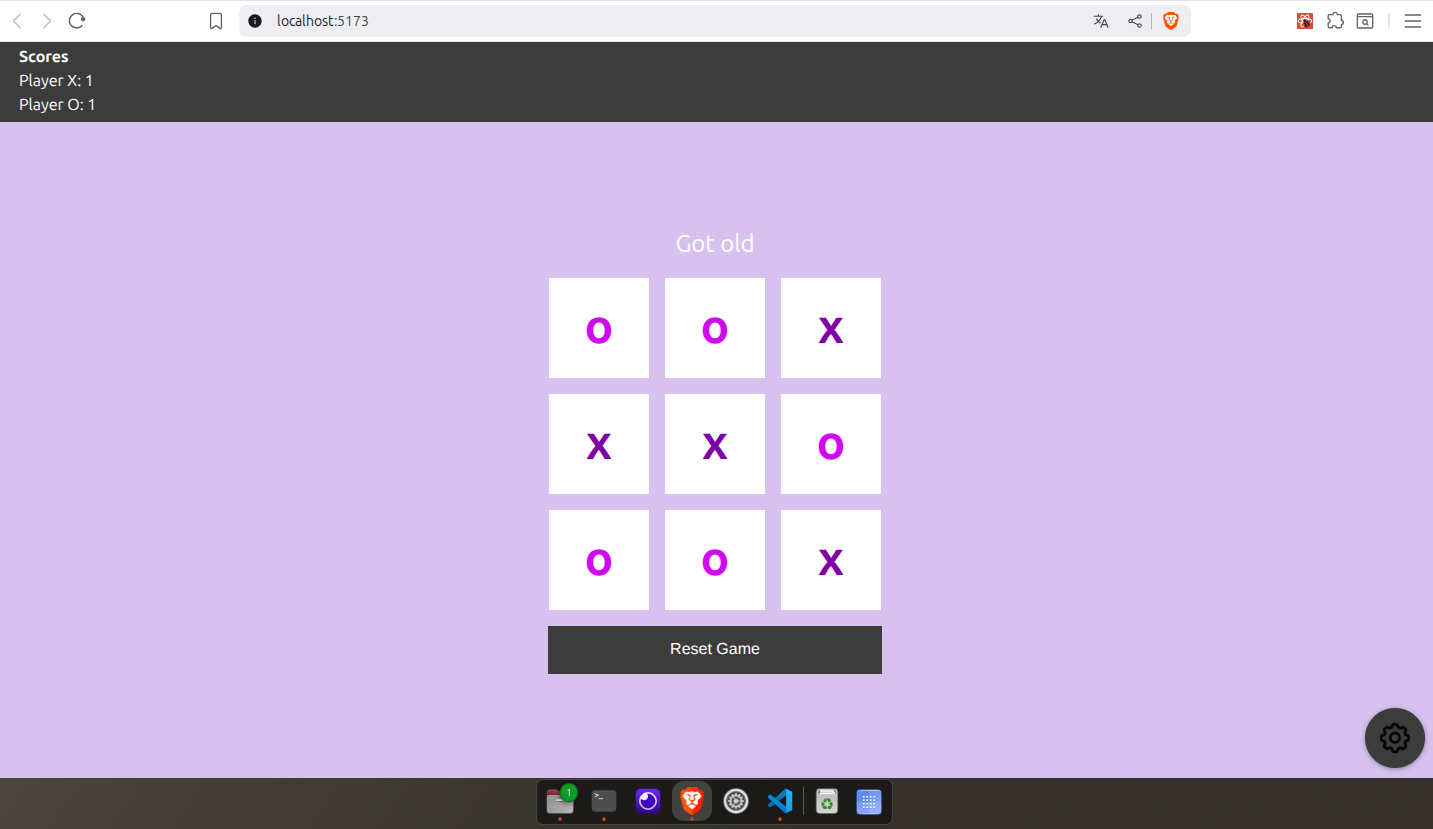 localhost:5173
Scores
Player X: 1
Player O: 1
Got old
O O X
X X O
O O X
Reset Game
1